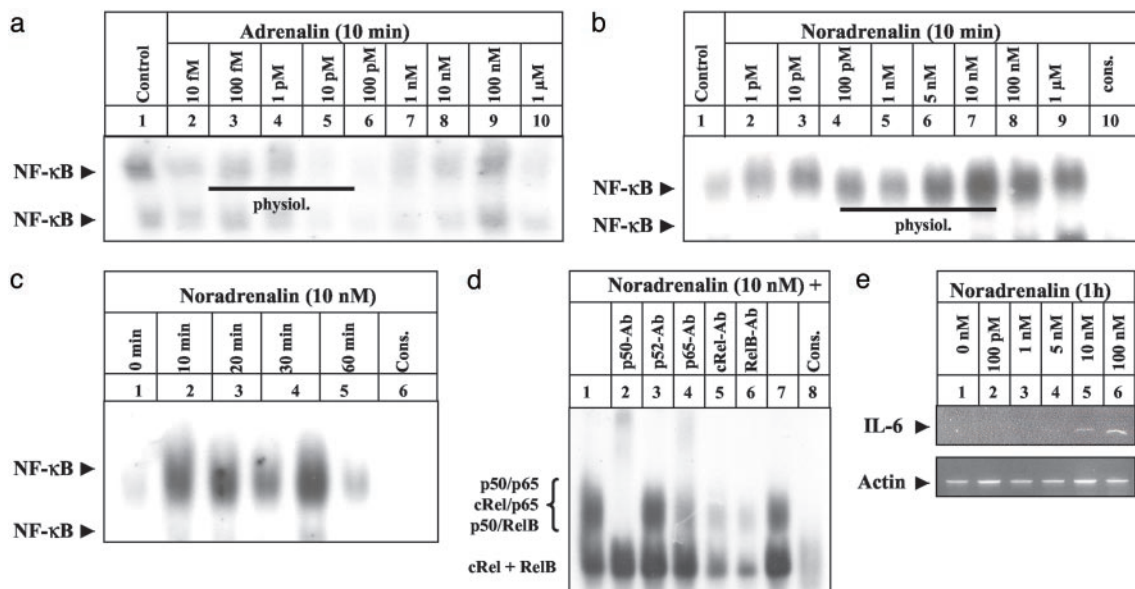 a
Adrenalin (10 min)
Control
10 fM
100 fM
1 pM
10 pM
100 pM
1 nM
10 nM
100 nM
1 µM
1 2 3 4 5 6 7 8 9 10
NF-κB ►
physiol.
NF-κB ►
b
Noradrenalin (10 min)
Control
1 pM
10 pM
100 pM
1 nM
5 nM
10 nM
100 nM
1 µM
cons.
1 2 3 4 5 6 7 8 9 10
NF-κB ►
physiol.
NF-κB ►
c
Noradrenalin (10 nM)
0 min
10 min
20 min
30 min
60 min
Cons.
1 2 3 4 5 6
NF-κB ►
NF-κB ►
d
Noradrenalin (10 nM) +
p50-Ab
p52-Ab
p65-Ab
cRel-Ab
RelB-Ab
Cons.
1 2 3 4 5 6 7 8
p50/p65
cRel/p65
p50/RelB
cRel + RelB
e
Noradrenalin (1h)
0 nM
100 pM
1 nM
5 nM
10 nM
100 nM
1 2 3 4 5 6
IL-6 ►
Actin ►